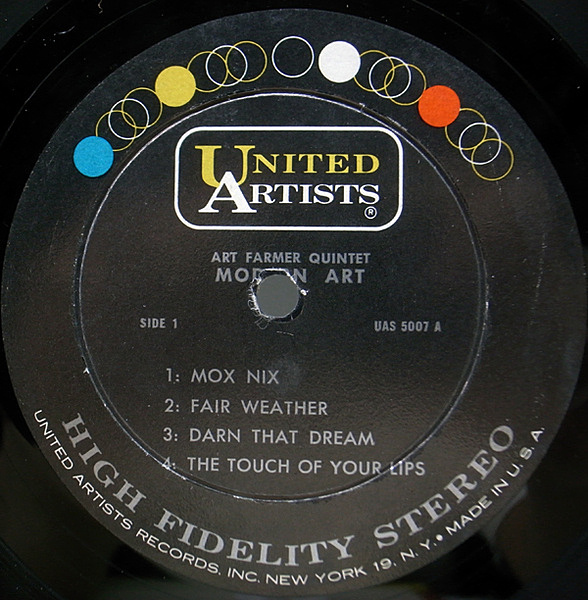 UNITED
ARTISTS®
ART FARMER QUINTET
MODERN ART
SIDE 1
UAS 5007 A
1: MOX NIX
2: FAIR WEATHER
3: DARN THAT DREAM
4: THE TOUCH OF YOUR LIPS
HIGH FIDELITY STEREO
UNITED ARTISTS RECORDS, INC. NEW YORK 19, N. Y. • MADE IN U. S. A.